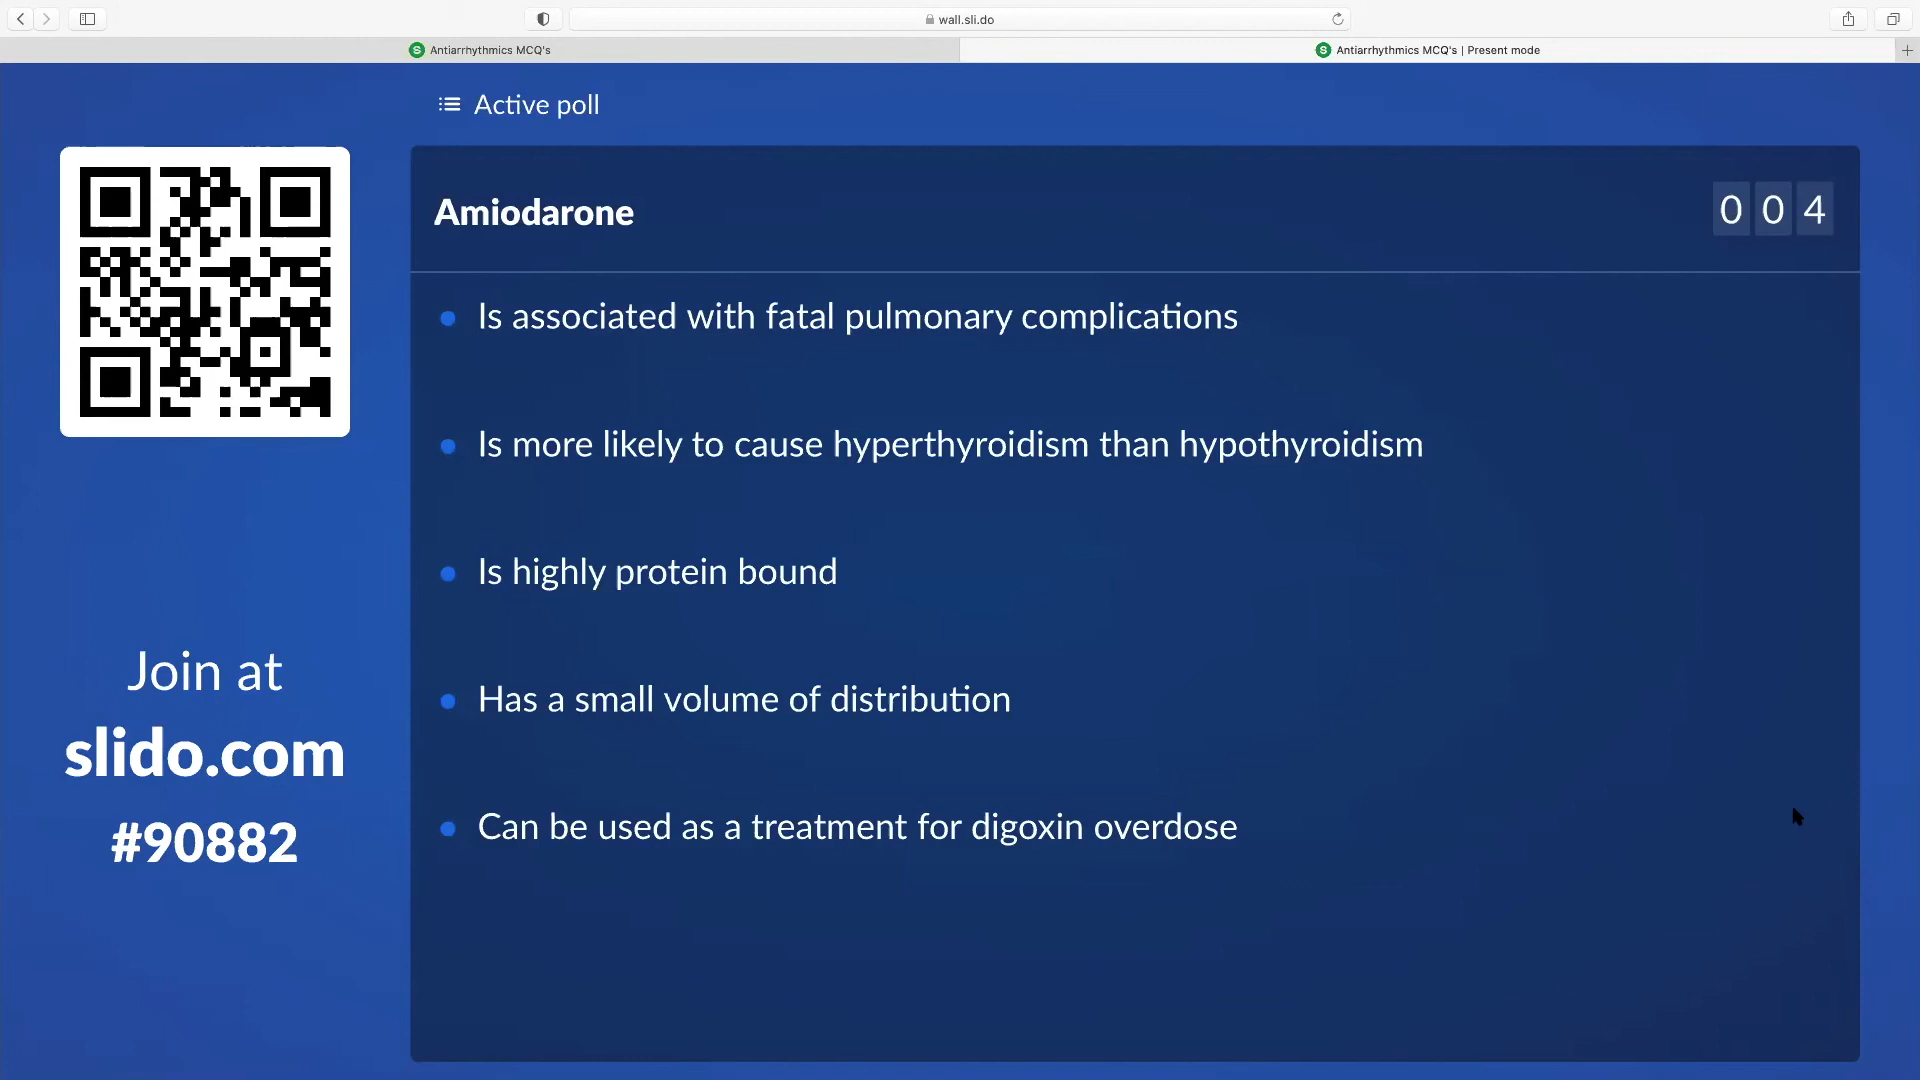 wall.sli.do
Antiarrhythmics MCQ's
Antiarrhythmics MCQ's | Present mode
Active poll
Amiodarone
0 0 4
Is associated with fatal pulmonary complications
Is more likely to cause hyperthyroidism than hypothyroidism
Is highly protein bound
Has a small volume of distribution
Can be used as a treatment for digoxin overdose
Join at
slido.com
#90882